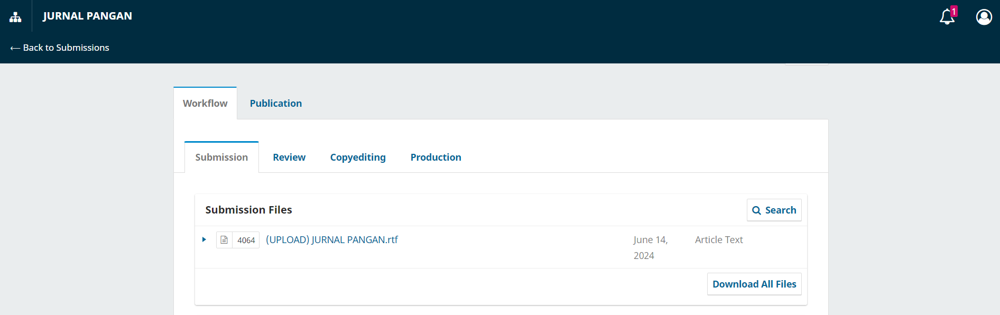 JURNAL PANGAN
1
← Back to Submissions
Workflow
Publication
Submission
Review
Copyediting
Production
Submission Files
Search
4064
(UPLOAD) JURNAL PANGAN.rtf
June 14,
2024
Article Text
Download All Files